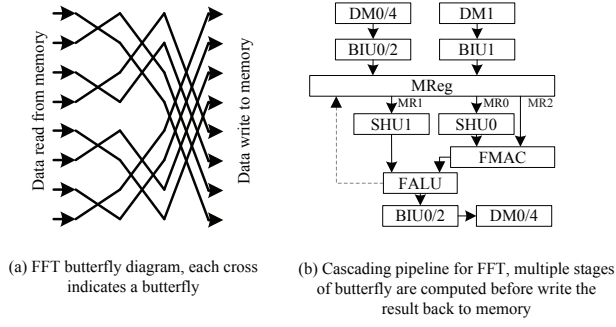 Data read from memory
Data write to memory
(a) FFT butterfly diagram, each cross
indicates a butterfly
DM0/4
DM1
BIU0/2
BIU1
MReg
MR1
MR0
MR2
SHU1
SHU0
FMAC
FALU
BIU0/2
DM0/4
(b) Cascading pipeline for FFT, multiple stages
of butterfly are computed before write the
result back to memory